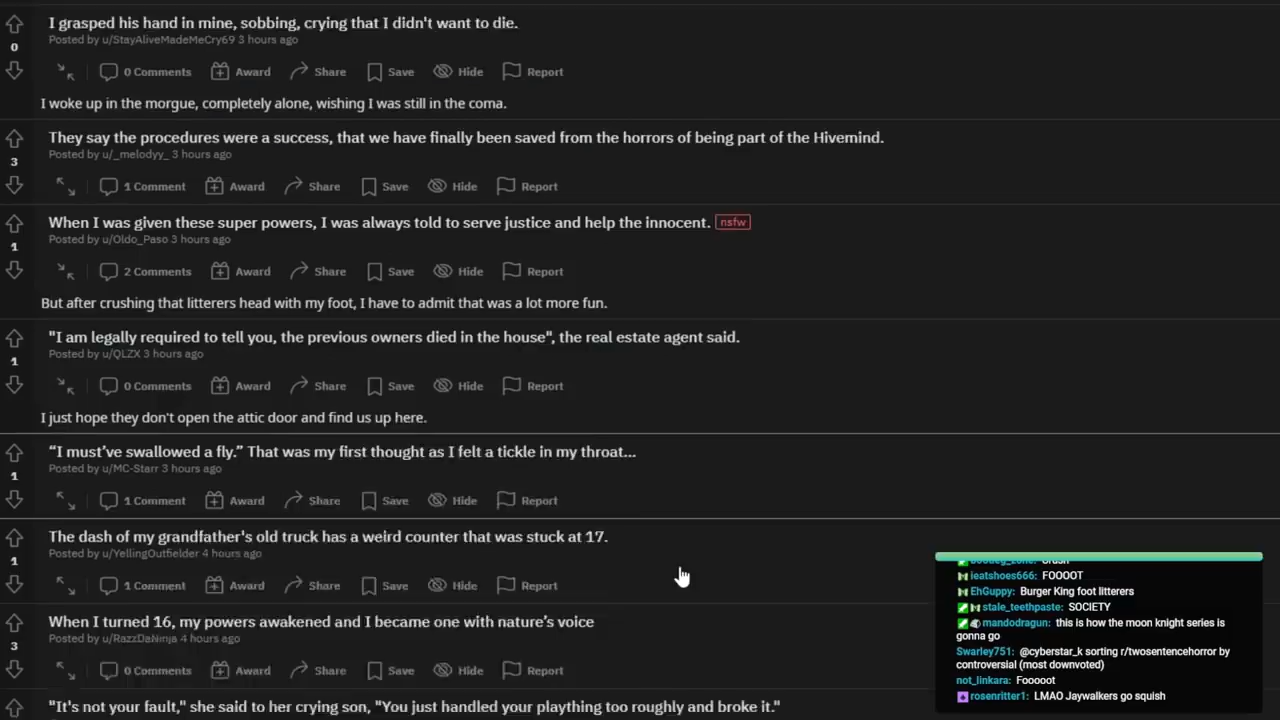 I grasped his hand in mine, sobbing, crying that I didn't want to die.
Posted by u/StayAliveMadeMeCry69 3 hours ago
0
0 Comments Award Share Save Hide Report
I woke up in the morgue, completely alone, wishing I was still in the coma.
They say the procedures were a success, that we have finally been saved from the horrors of being part of the Hivemind.
Posted by u/_melodyy_ 3 hours ago
3
1 Comment Award Share Save Hide Report
When I was given these super powers, I was always told to serve justice and help the innocent. nsfw
Posted by u/Oldo_Paso 3 hours ago
1
2 Comments Award Share Save Hide Report
But after crushing that litterers head with my foot, I have to admit that was a lot more fun.
"I am legally required to tell you, the previous owners died in the house", the real estate agent said.
Posted by u/QLZX 3 hours ago
1
0 Comments Award Share Save Hide Report
I just hope they don't open the attic door and find us up here.
“I must’ve swallowed a fly.” That was my first thought as I felt a tickle in my throat...
Posted by u/MC-Starr 3 hours ago
1
1 Comment Award Share Save Hide Report
The dash of my grandfather's old truck has a weird counter that was stuck at 17.
Posted by u/YellingOutfielder 4 hours ago
1
1 Comment Award Share Save Hide Report
When I turned 16, my powers awakened and I became one with nature’s voice
Posted by u/RazzDaNinja 4 hours ago
3
0 Comments Award Share Save Hide Report
"It's not your fault," she said to her crying son, "You just handled your plaything too roughly and broke it."
ieatshoes666: FOOOOT
EhGuppy: Burger King foot litterers
stale_teethpaste: SOCIETY
mandodragun: this is how the moon knight series is
gonna go
Swarley751: @cyberstar_k sorting r/twosentencehorror by
controversial (most downvoted)
not_linkara: Fooooot
rosenritter1: LMAO Jaywalkers go squish